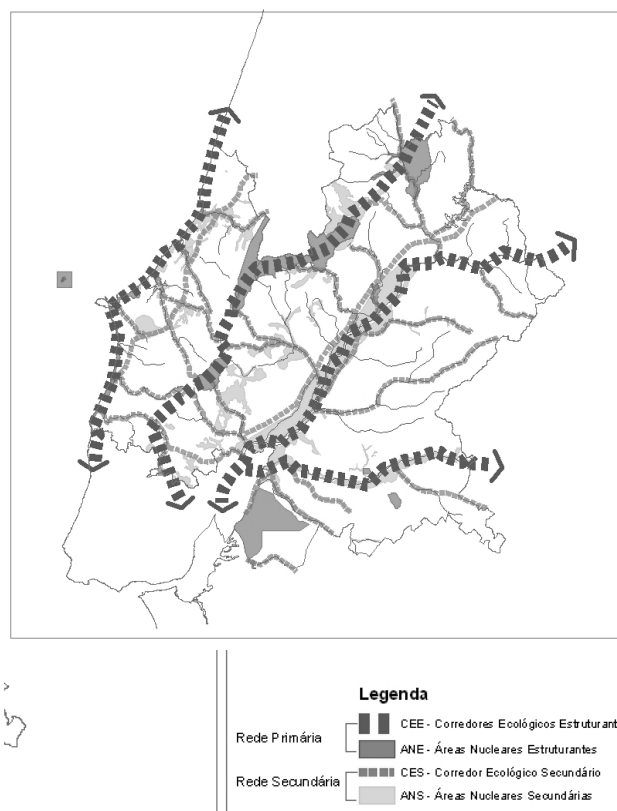 Legenda
Rede Primária
CEE - Corredores Ecológicos Estruturant
ANE - Áreas Nucleares Estruturantes
Rede Secundária
CES - Corredor Ecológico Secundário
ANS - Áreas Nucleares Secundárias